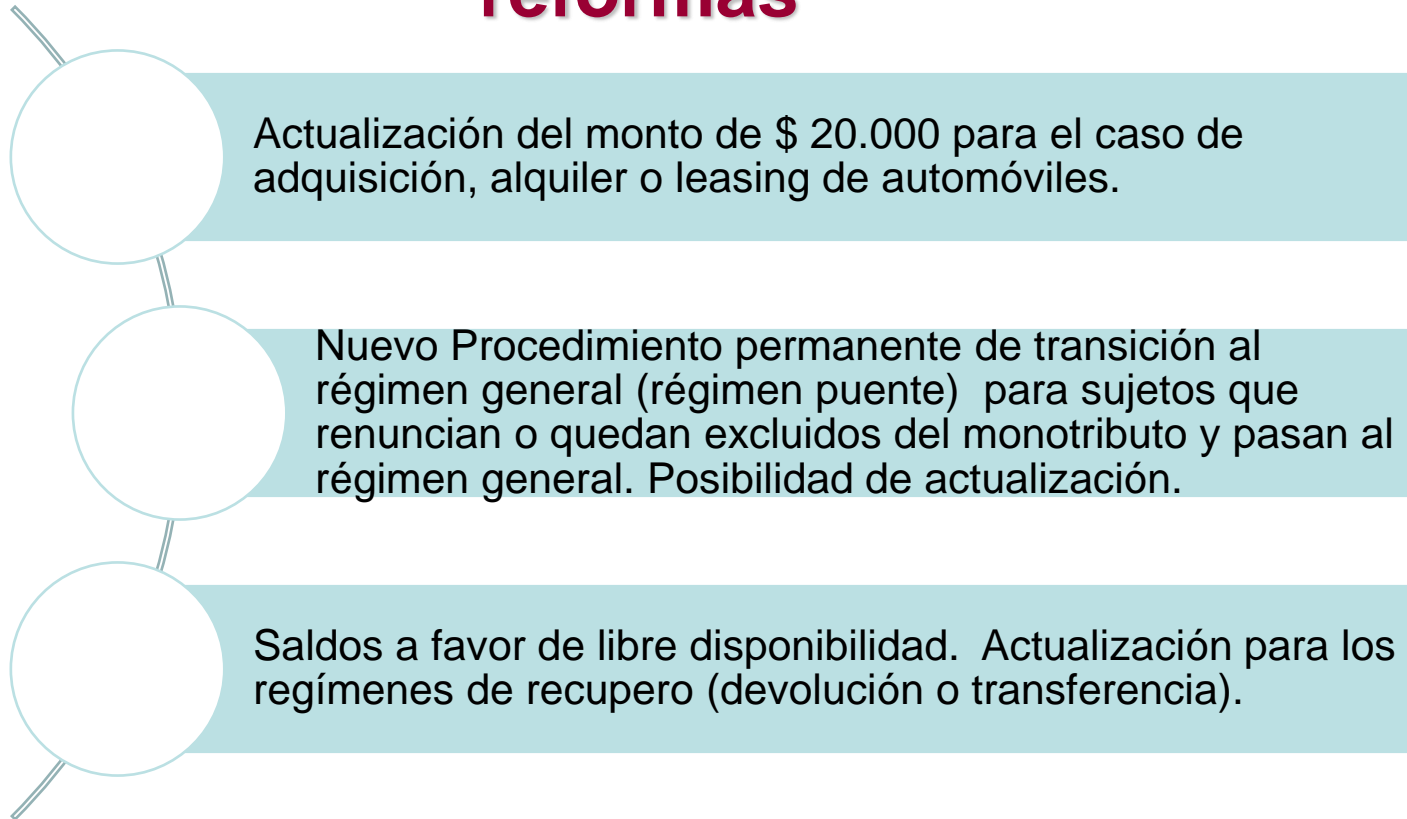 reformas
Actualización del monto de $ 20.000 para el caso de
adquisición, alquiler o leasing de automóviles.
Nuevo Procedimiento permanente de transición al
régimen general (régimen puente)  para sujetos que
renuncian o quedan excluidos del monotributo y pasan al
régimen general. Posibilidad de actualización.
Saldos a favor de libre disponibilidad.  Actualización para los
regímenes de recupero (devolución o transferencia).